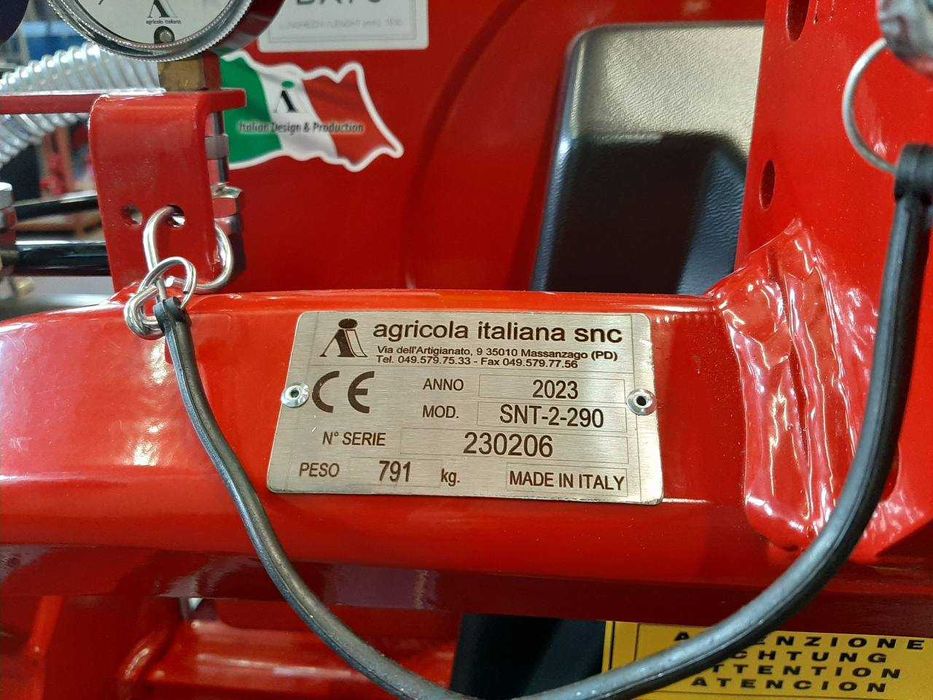 agricola italiana
Italian Design & Production
agricola italiana snc
Via dell'Artigianato, 9 35010 Massanzago (PD)
Tel. 049.579.75.33 - Fax 049.579.77.56
CE
ANNO 2023
MOD. SNT-2-290
N° SERIE 230206
PESO 791 kg. MADE IN ITALY
ATTENZIONE
ACHTUNG
ATTENTION
ATENCION